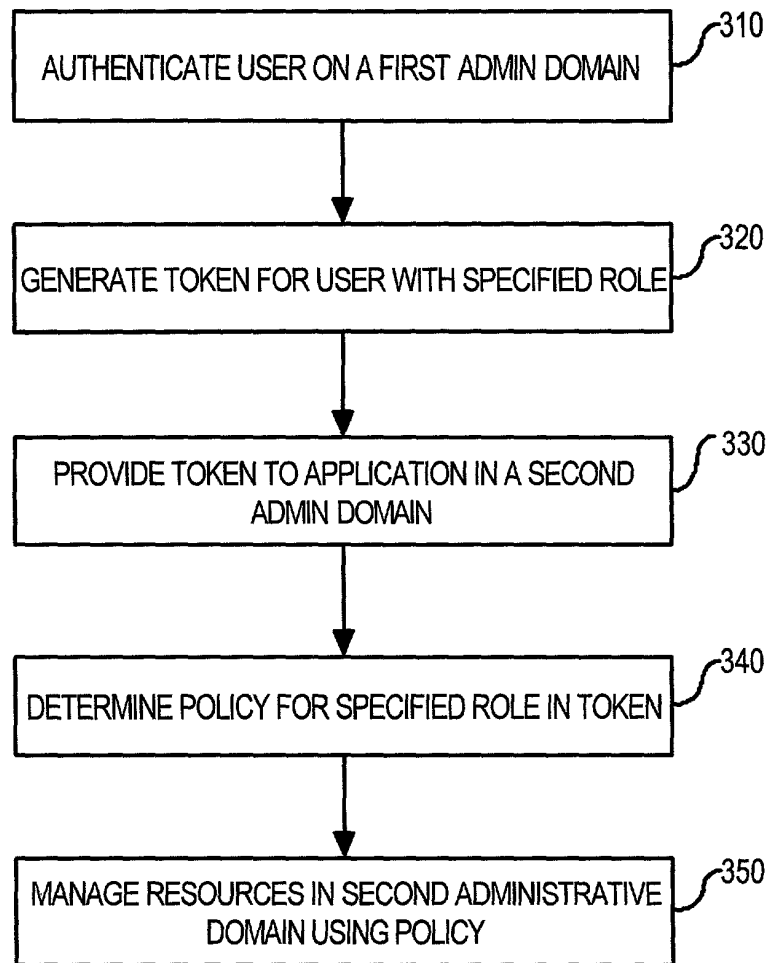 310
AUTHENTICATE USER ON A FIRST ADMIN DOMAIN
320
GENERATE TOKEN FOR USER WITH SPECIFIED ROLE
330
PROVIDE TOKEN TO APPLICATION IN A SECOND
ADMIN DOMAIN
340
DETERMINE POLICY FOR SPECIFIED ROLE IN TOKEN
350
MANAGE RESOURCES IN SECOND ADMINISTRATIVE
DOMAIN USING POLICY